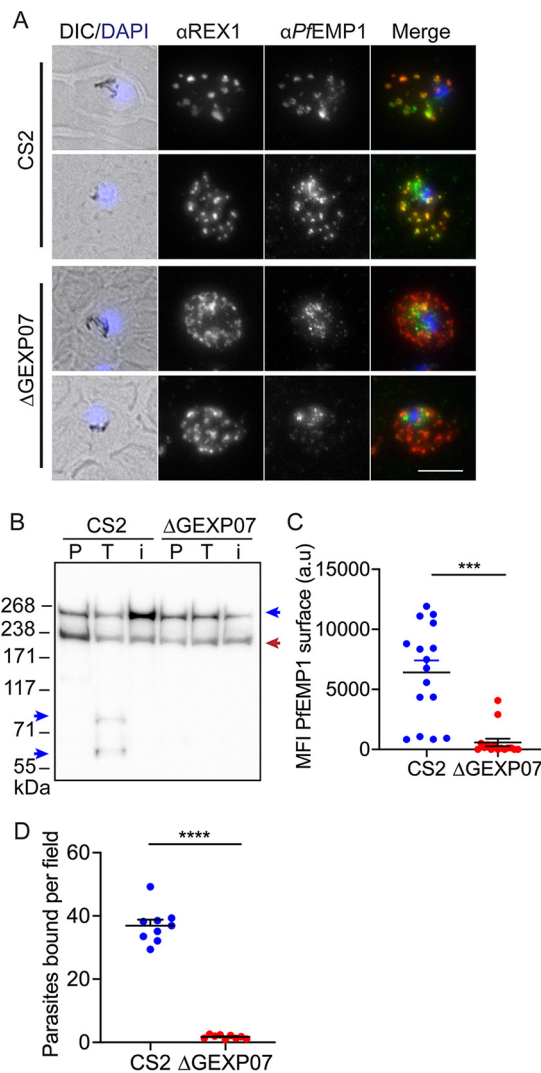 A
DIC/DAPI αREX1 αPfEMP1 Merge
CS2
ΔGEXP07
B
CS2 ΔGEXP07
P T i P T i
268
238
171
117
71
55
kDa
C
MFI PfEMP1 surface (a.u)
15000
***
10000
5000
0
CS2 ΔGEXP07
D
Parasites bound per field
****
60
40
20
0
CS2 ΔGEXP07